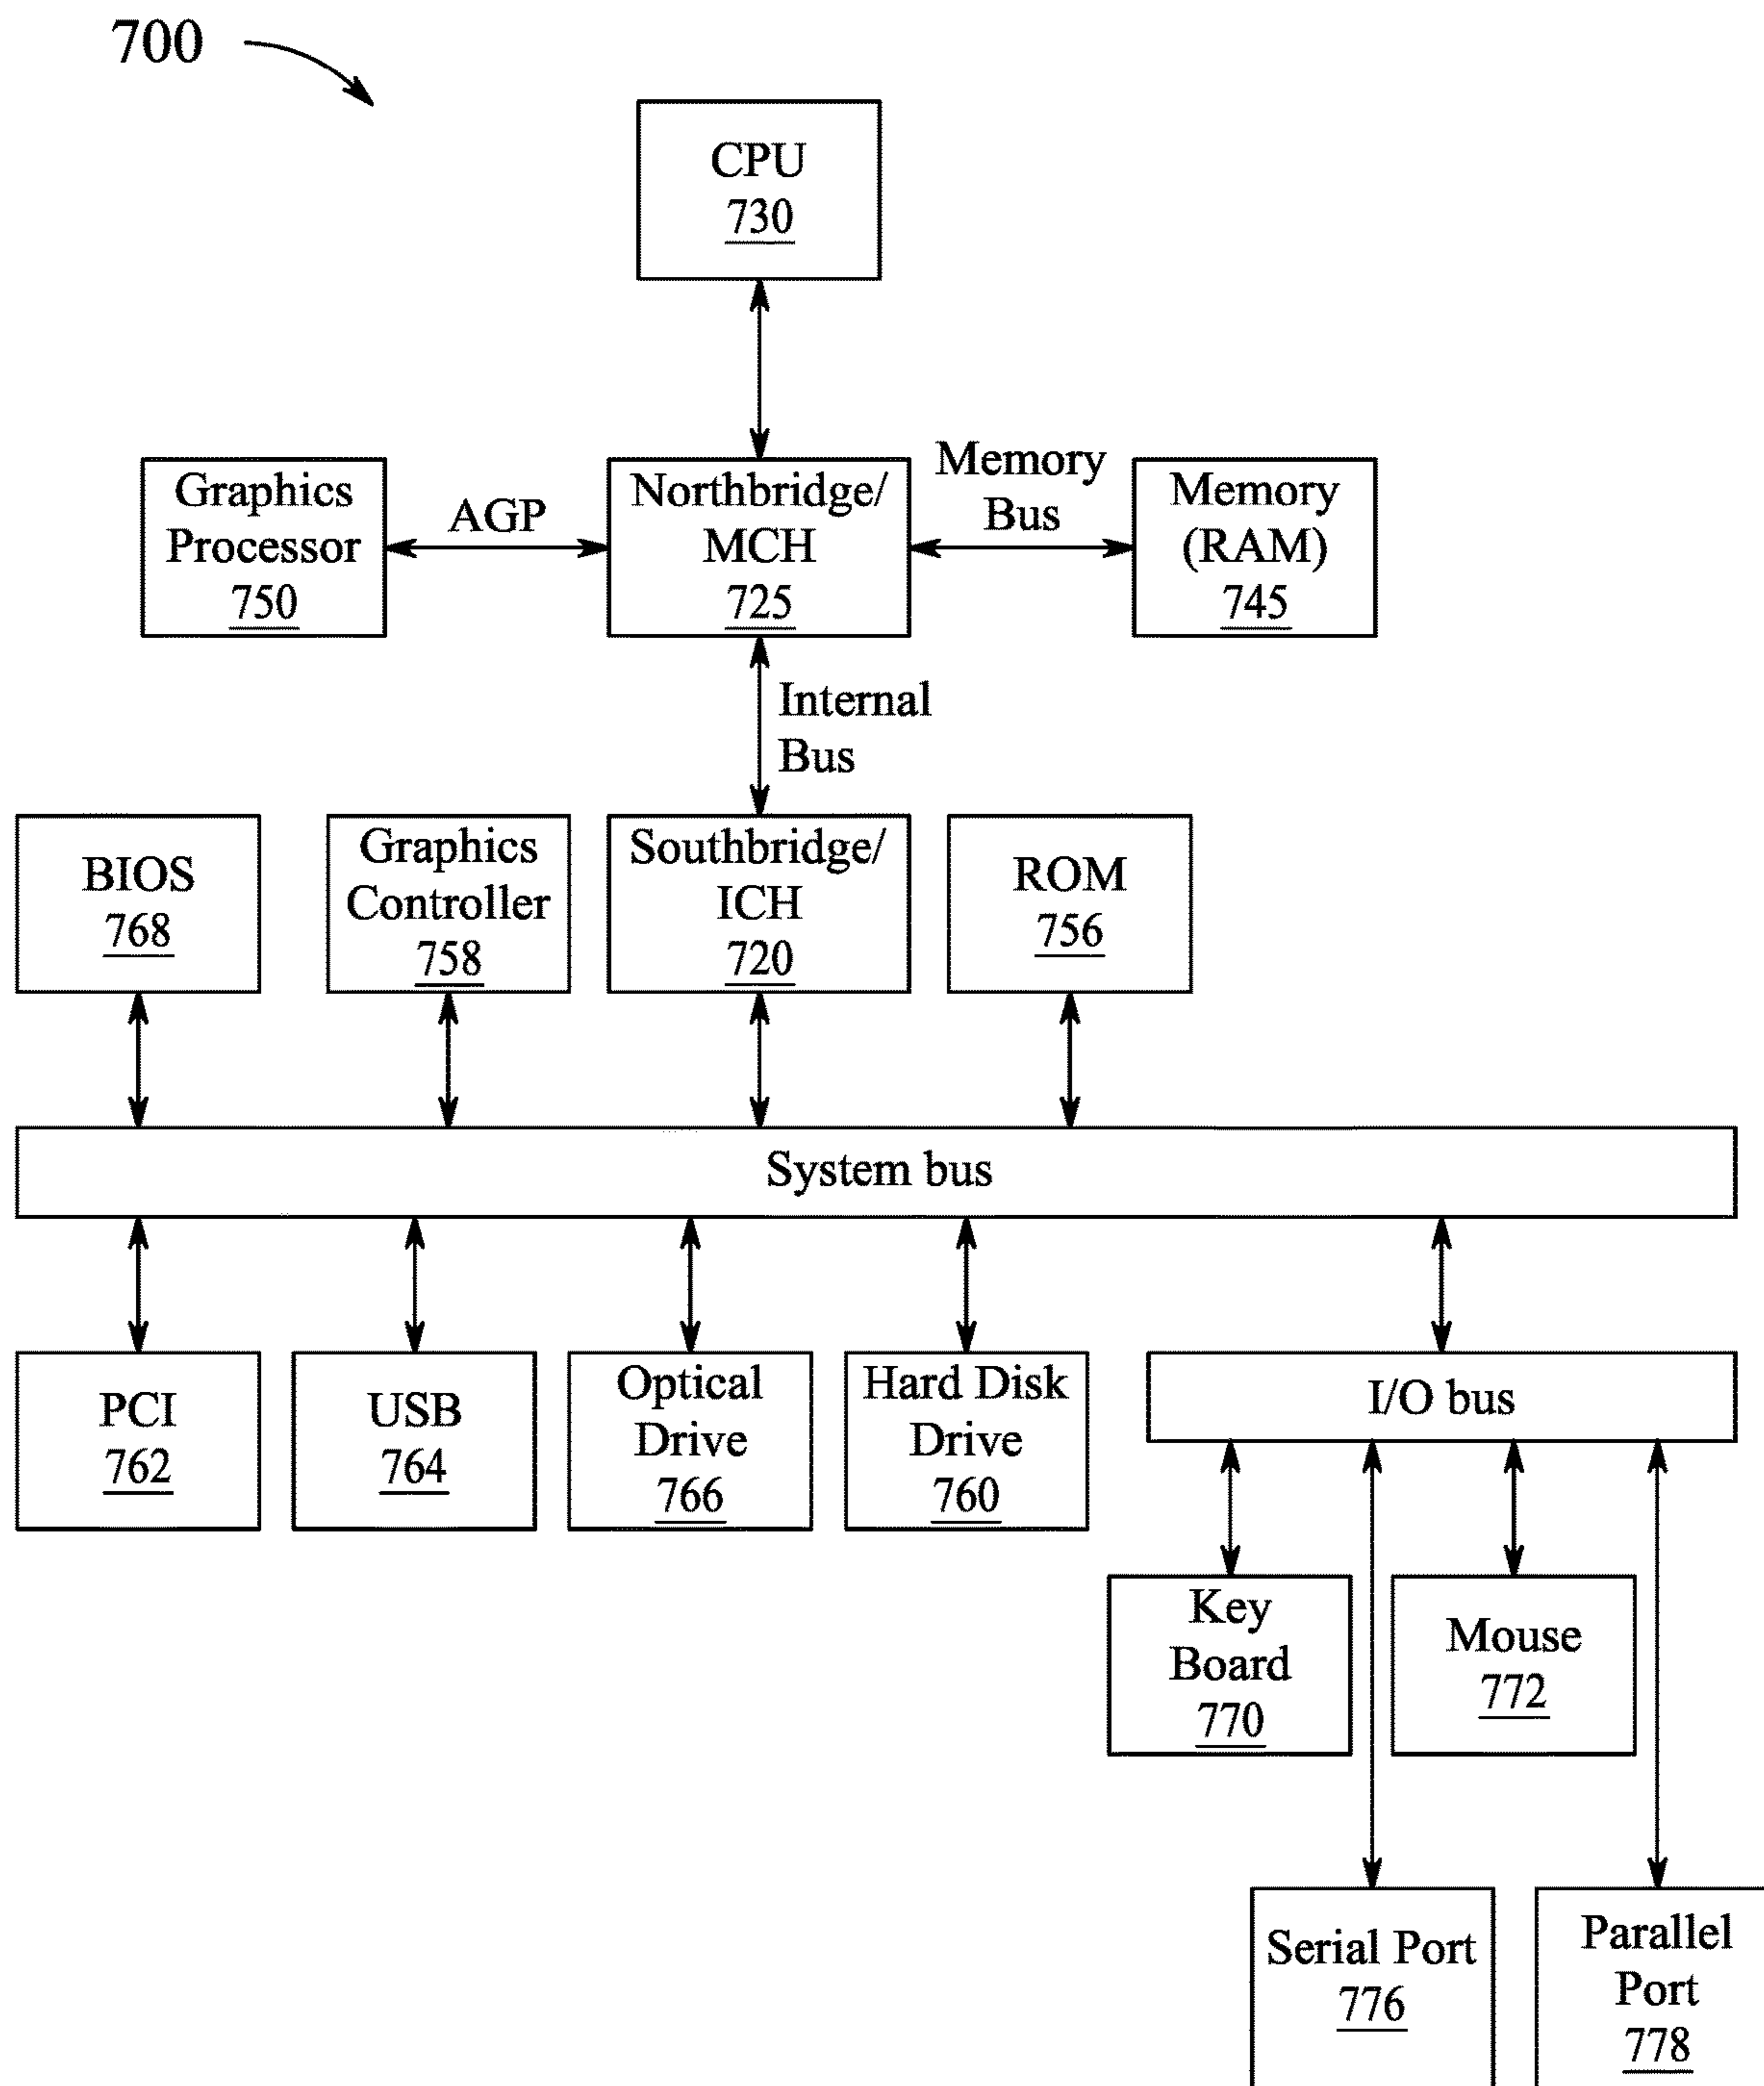 700
CPU
730
Graphics
Processor
750
AGP
Northbridge/
MCH
725
Memory
Bus
Memory
(RAM)
745
Internal
Bus
BIOS
768
Graphics
Controller
758
Southbridge/
ICH
720
ROM
756
System bus
PCI
762
USB
764
Optical
Drive
766
Hard Disk
Drive
760
I/O bus
Key
Board
770
Mouse
772
Serial Port
776
Parallel
Port
778